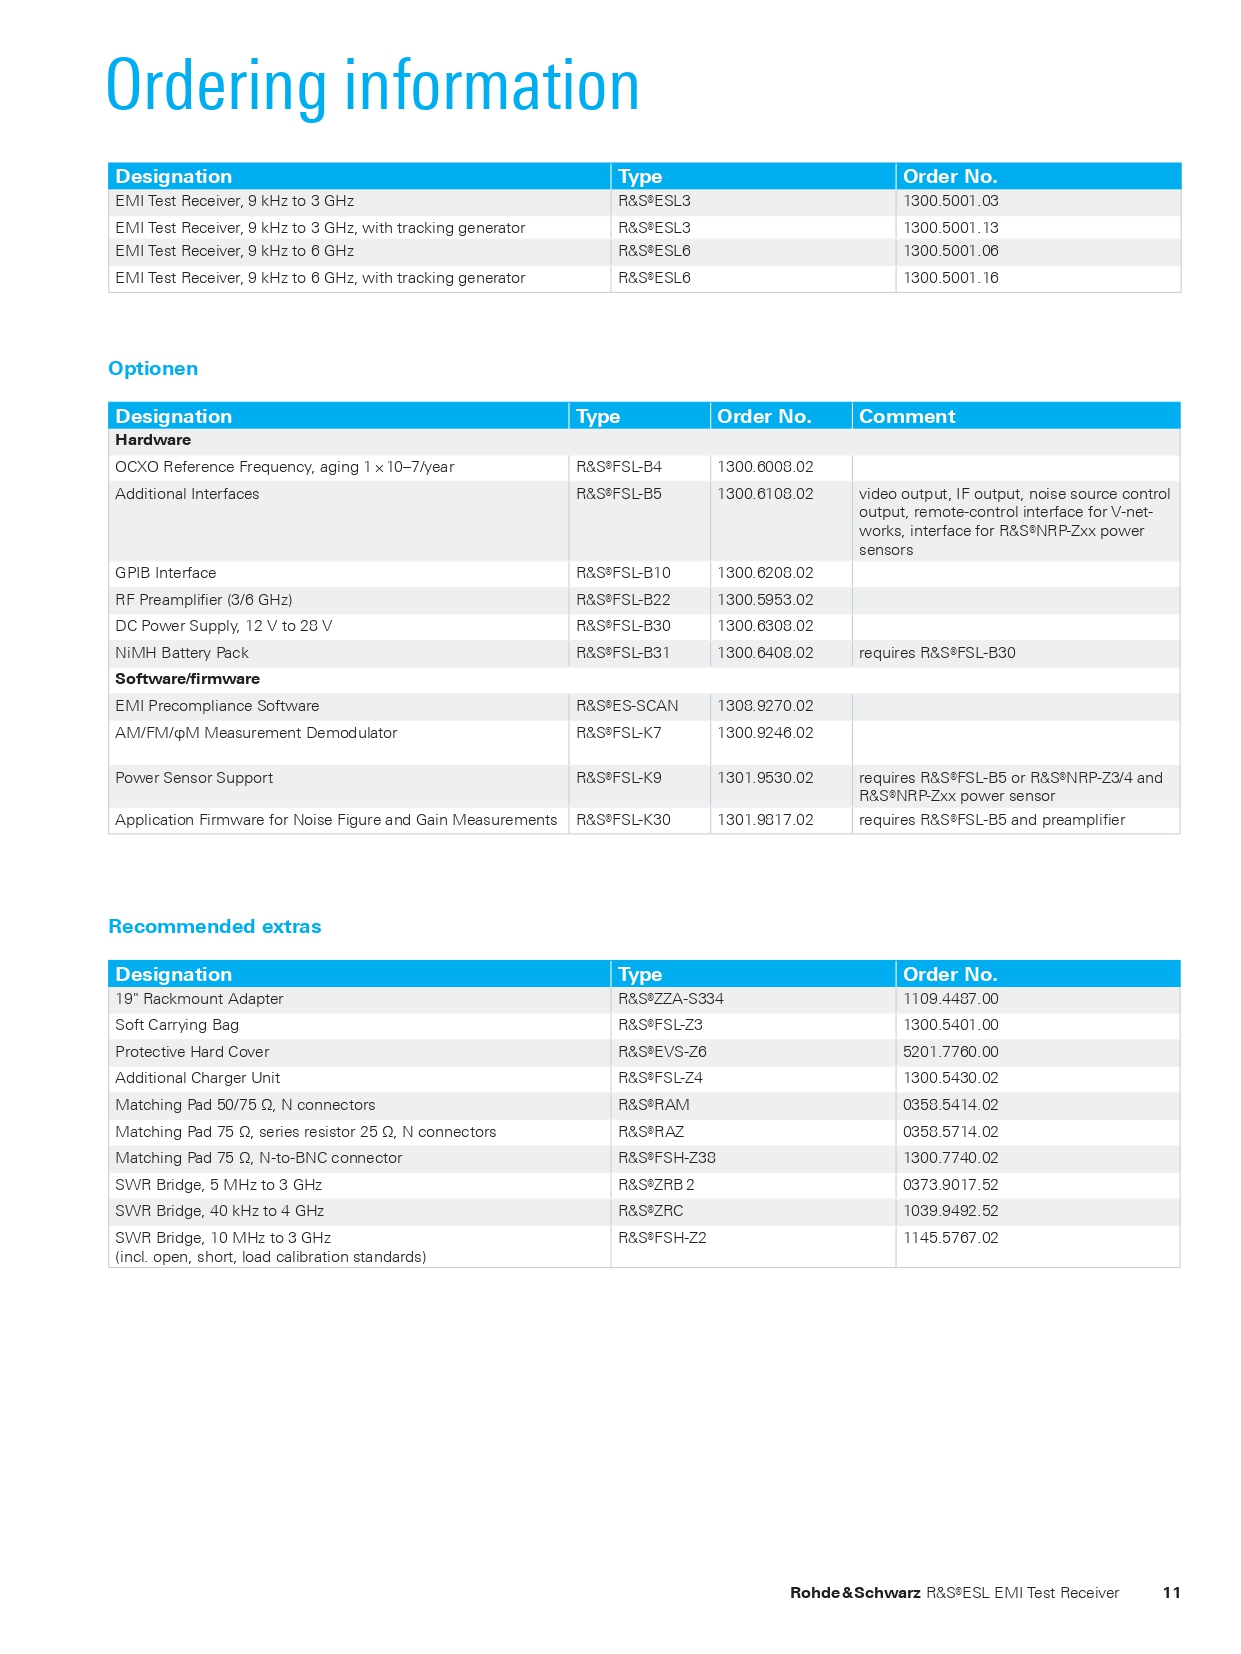 Ordering information
Designation Type Order No.
EMI Test Receiver, 9 kHz to 3 GHz R&S®ESL3 1300.5001.03
EMI Test Receiver, 9 kHz to 3 GHz, with tracking generator R&S®ESL3 1300.5001.13
EMI Test Receiver, 9 kHz to 6 GHz R&S®ESL6 1300.5001.06
EMI Test Receiver, 9 kHz to 6 GHz, with tracking generator R&S®ESL6 1300.5001.16
Optionen
Designation Type Order No. Comment
Hardware
OCXO Reference Frequency, aging 1 × 10–7/year R&S®FSL-B4 1300.6008.02
Additional Interfaces R&S®FSL-B5 1300.6108.02 video output, IF output, noise source control
output, remote-control interface for V-net-
works, interface for R&S®NRP-Zxx power
sensors
GPIB Interface R&S®FSL-B10 1300.6208.02
RF Preamplifier (3/6 GHz) R&S®FSL-B22 1300.5953.02
DC Power Supply, 12 V to 28 V R&S®FSL-B30 1300.6308.02
NiMH Battery Pack R&S®FSL-B31 1300.6408.02 requires R&S®FSL-B30
Software/firmware
EMI Precompliance Software R&S®ES-SCAN 1308.9270.02
AM/FM/φM Measurement Demodulator R&S®FSL-K7 1300.9246.02
Power Sensor Support R&S®FSL-K9 1301.9530.02 requires R&S®FSL-B5 or R&S®NRP-Z3/4 and
R&S®NRP-Zxx power sensor
Application Firmware for Noise Figure and Gain Measurements R&S®FSL-K30 1301.9817.02 requires R&S®FSL-B5 and preamplifier
Recommended extras
Designation Type Order No.
19" Rackmount Adapter R&S®ZZA-S334 1109.4487.00
Soft Carrying Bag R&S®FSL-Z3 1300.5401.00
Protective Hard Cover R&S®EVS-Z6 5201.7760.00
Additional Charger Unit R&S®FSL-Z4 1300.5430.02
Matching Pad 50/75 Ω, N connectors R&S®RAM 0358.5414.02
Matching Pad 75 Ω, series resistor 25 Ω, N connectors R&S®RAZ 0358.5714.02
Matching Pad 75 Ω, N-to-BNC connector R&S®FSH-Z38 1300.7740.02
SWR Bridge, 5 MHz to 3 GHz R&S®ZRB 2 0373.9017.52
SWR Bridge, 40 kHz to 4 GHz R&S®ZRC 1039.9492.52
SWR Bridge, 10 MHz to 3 GHz R&S®FSH-Z2 1145.5767.02
(incl. open, short, load calibration standards)
Rohde & Schwarz R&S®ESL EMI Test Receiver 11